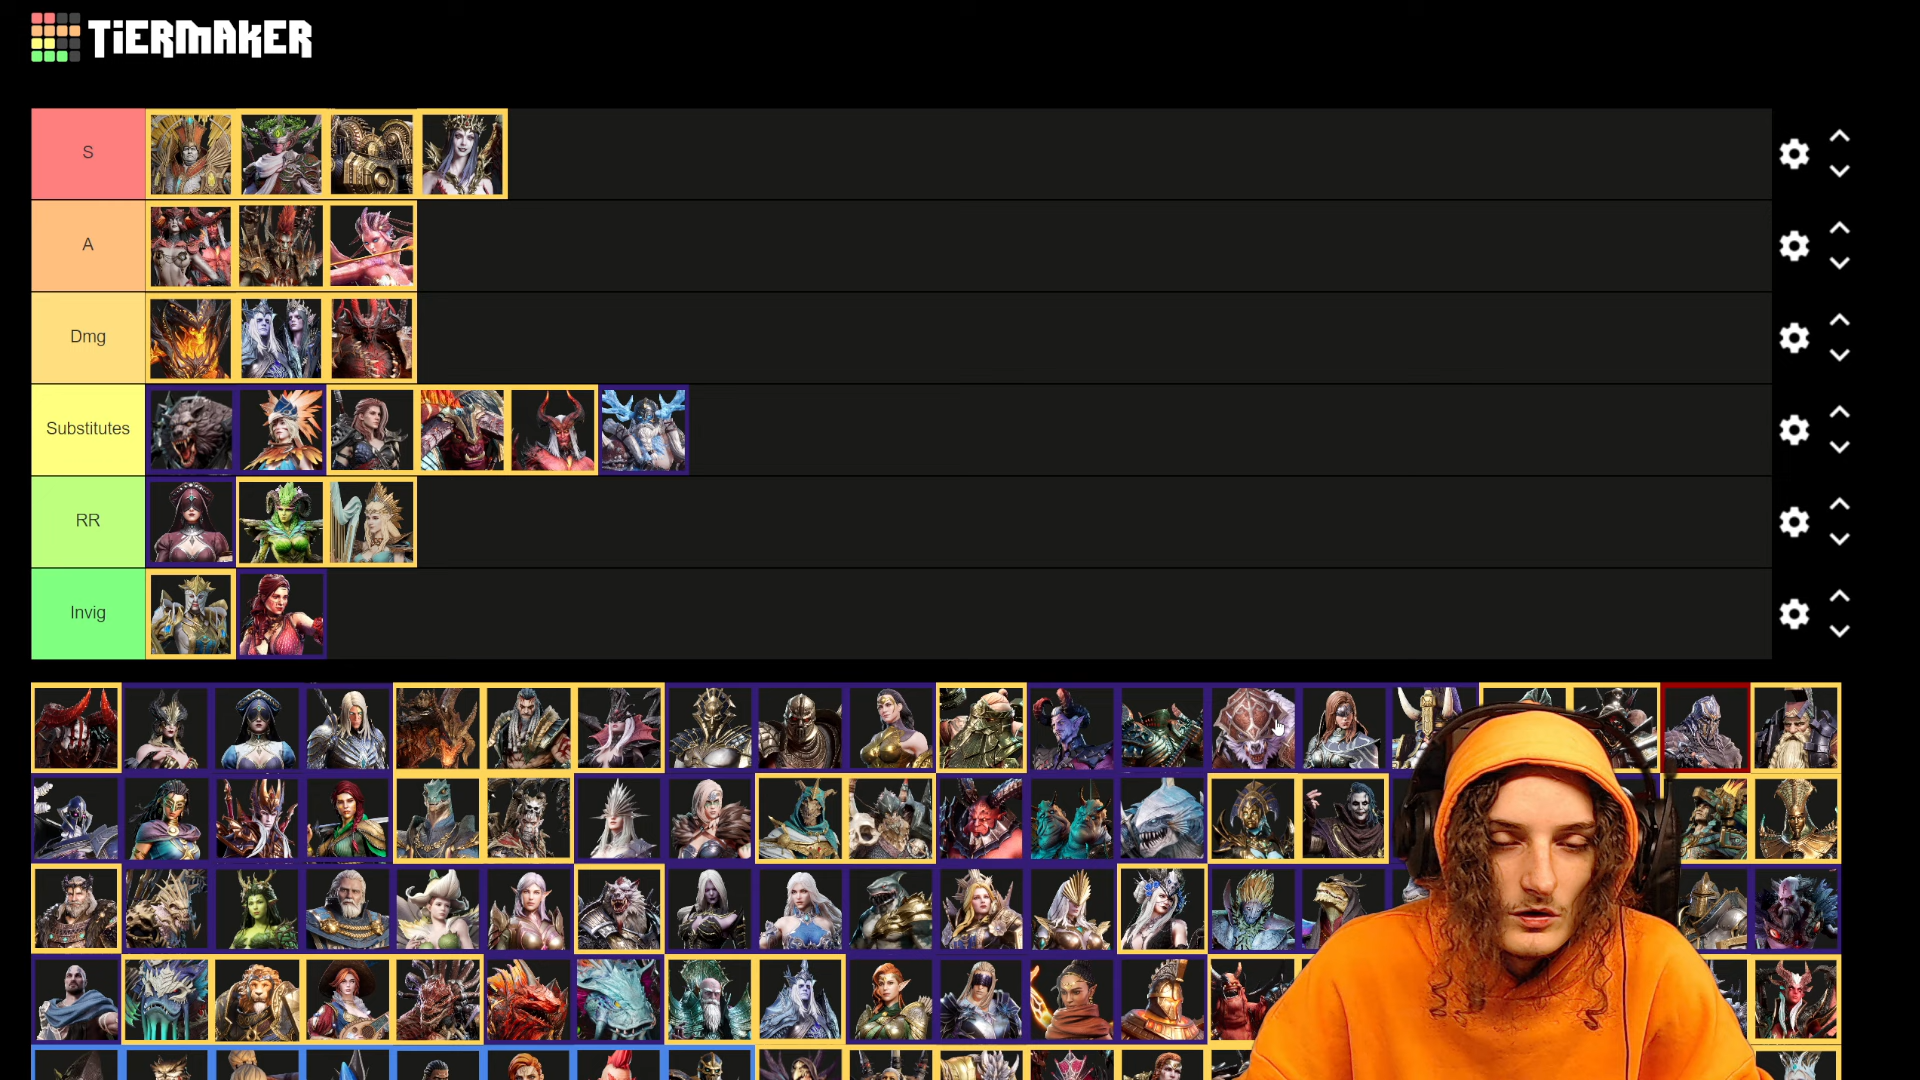 TIERMAKER
S
A
Dmg
Substitutes
RR
Invig